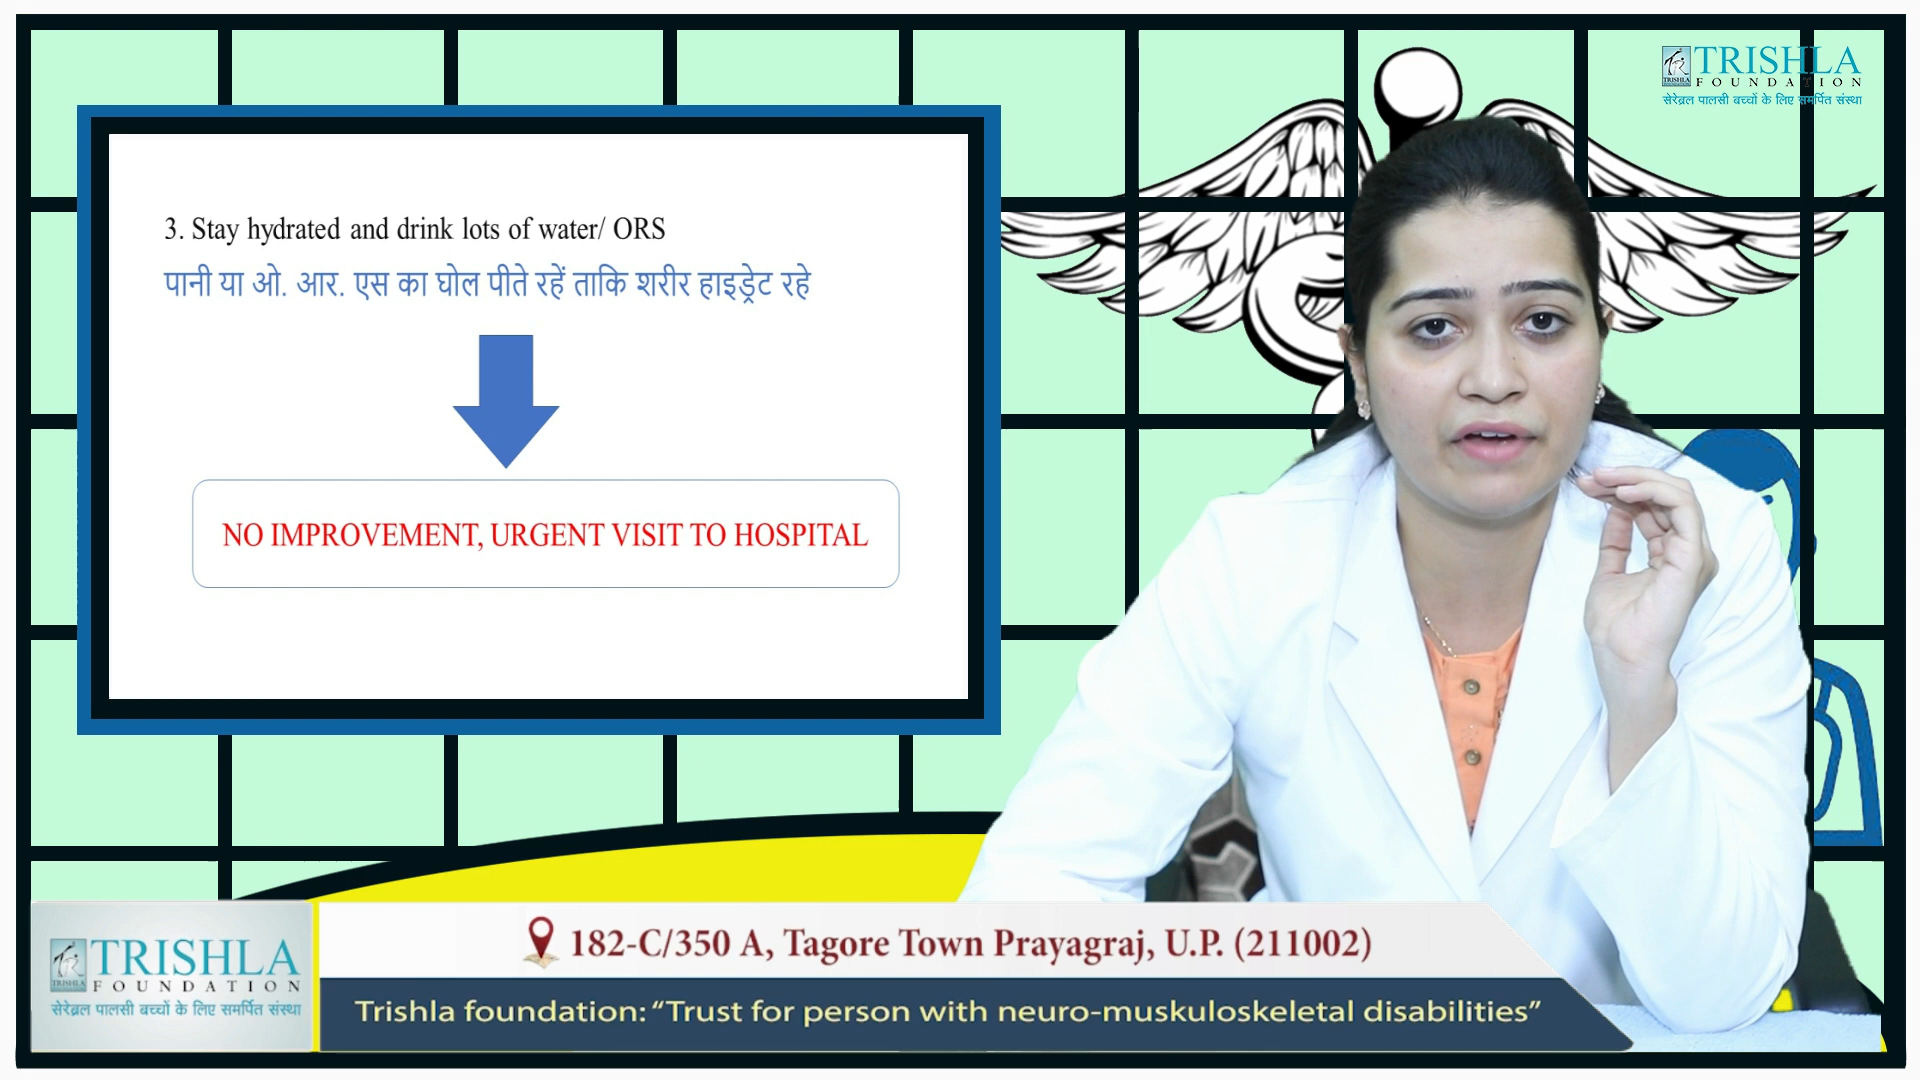 TRISHLA
FOUNDATION
सेरेब्रल पालसी बच्चों के लिए समर्पित संस्था
3. Stay hydrated and drink lots of water/ ORS
पानी या ओ. आर. एस का घोल पीते रहें ताकि शरीर हाइड्रेट रहे
NO IMPROVEMENT, URGENT VISIT TO HOSPITAL
TRISHLA
TRISHLA
FOUNDATION
सेरेब्रल पालसी बच्चों के लिए समर्पित संस्था
182-C/350 A, Tagore Town Prayagraj, U.P. (211002)
Trishla foundation: “Trust for person with neuro-muskuloskeletal disabilities”